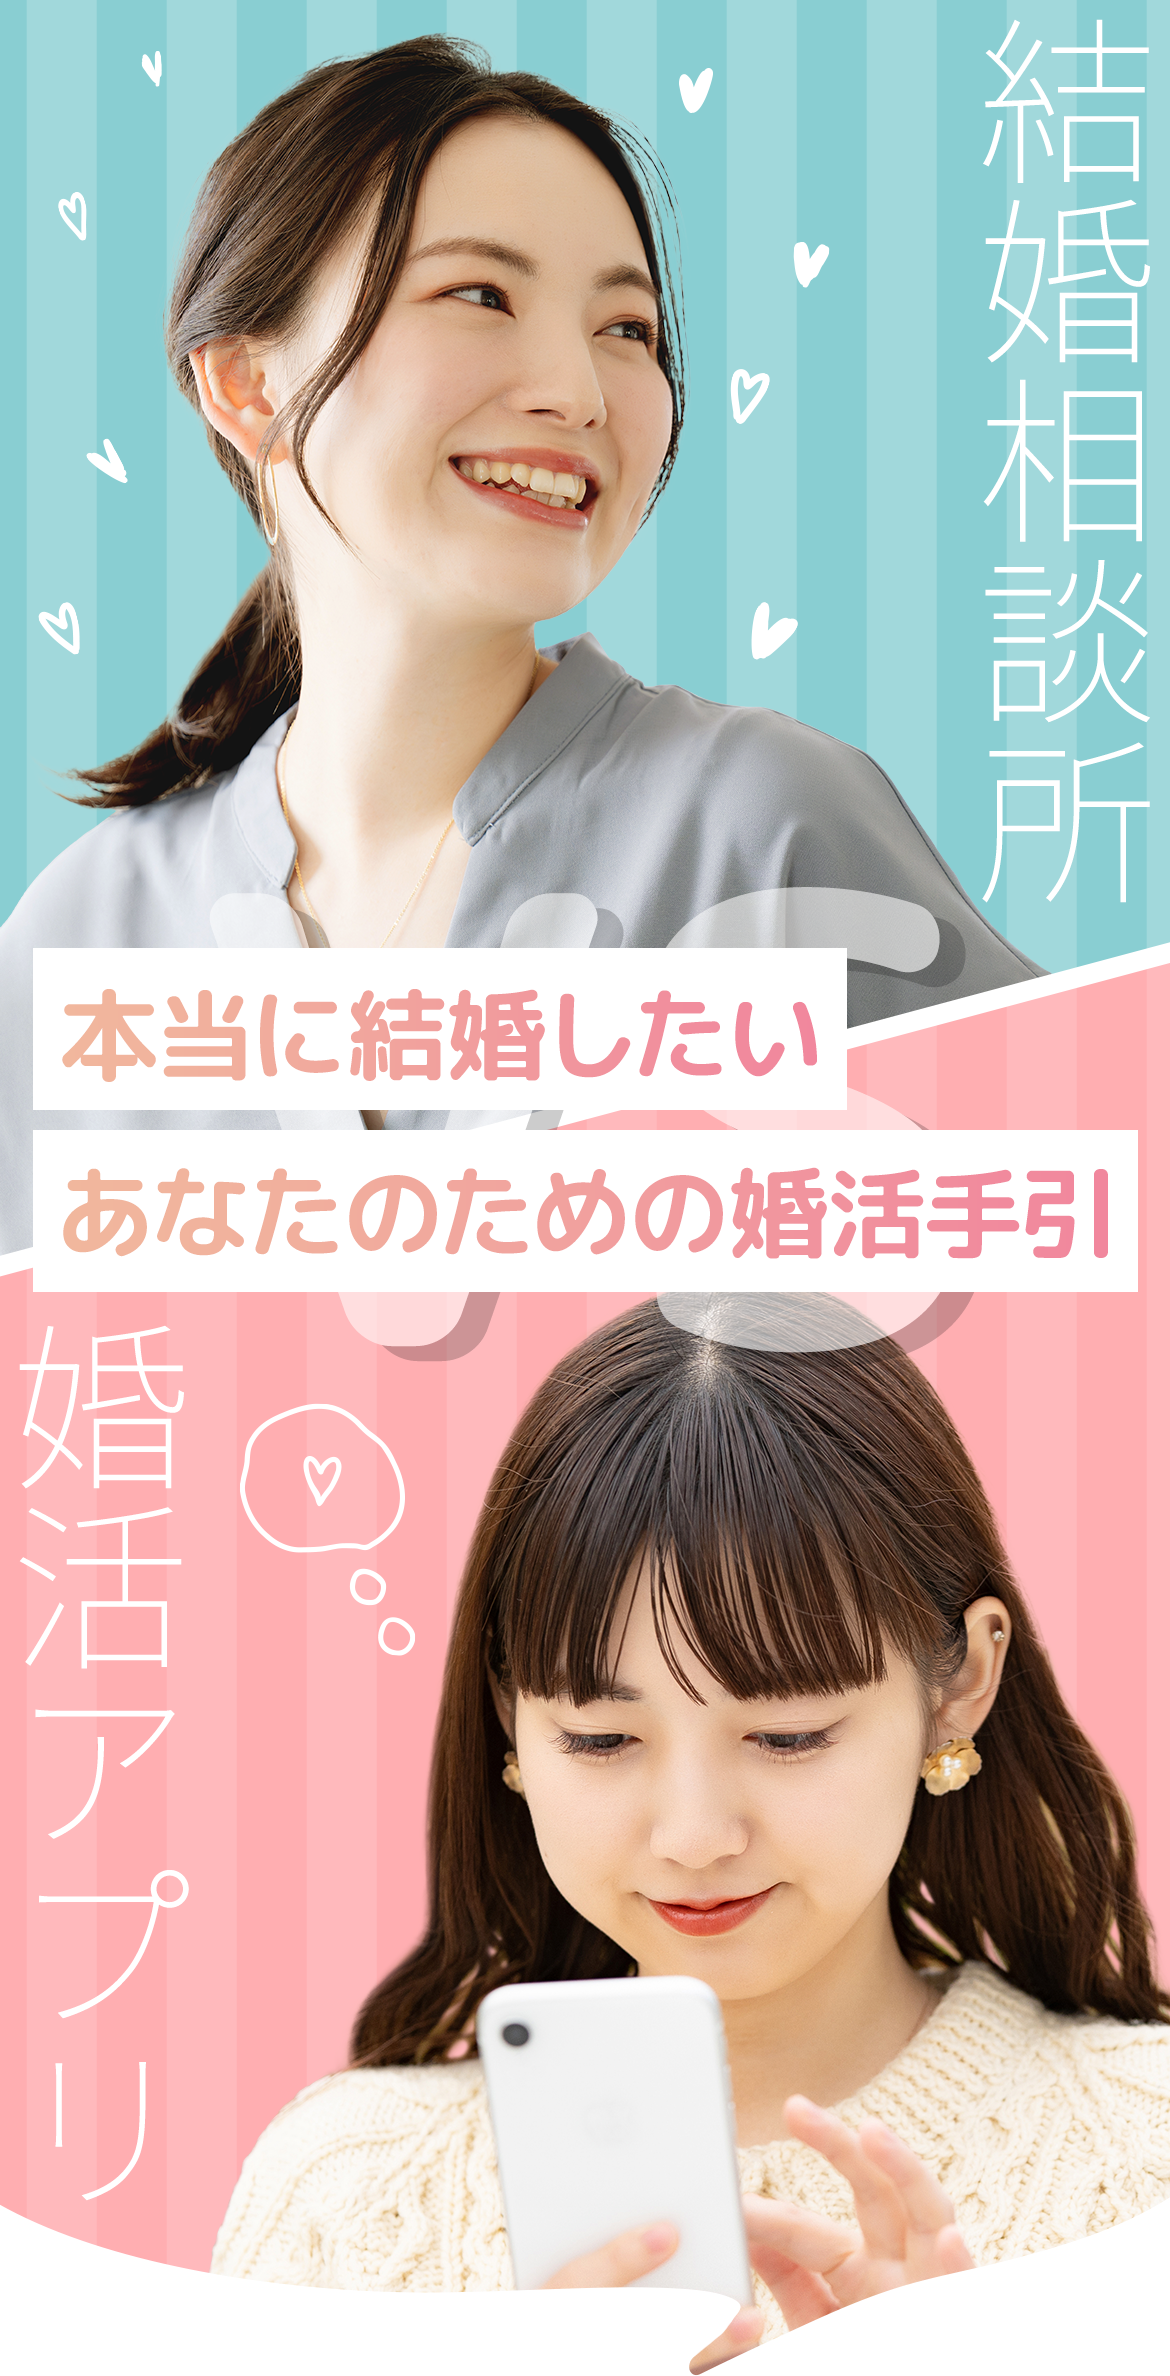 結婚相談所
VS
本当に結婚したい
あなたのための婚活手引
婚活アプリ